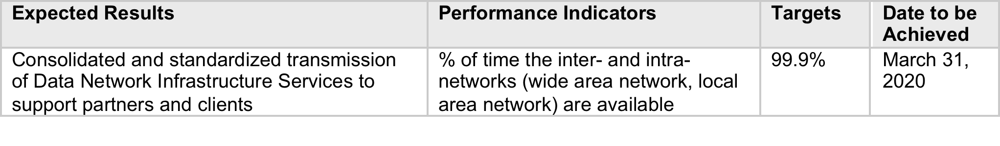 Expected Results
Performance Indicators
Targets
Date to be
Achieved
Consolidated and standardized transmission
of Data Network Infrastructure Services to
support partners and clients
% of time the inter- and intra-
networks (wide area network, local
area network) are available
99.9%
March 31,
2020